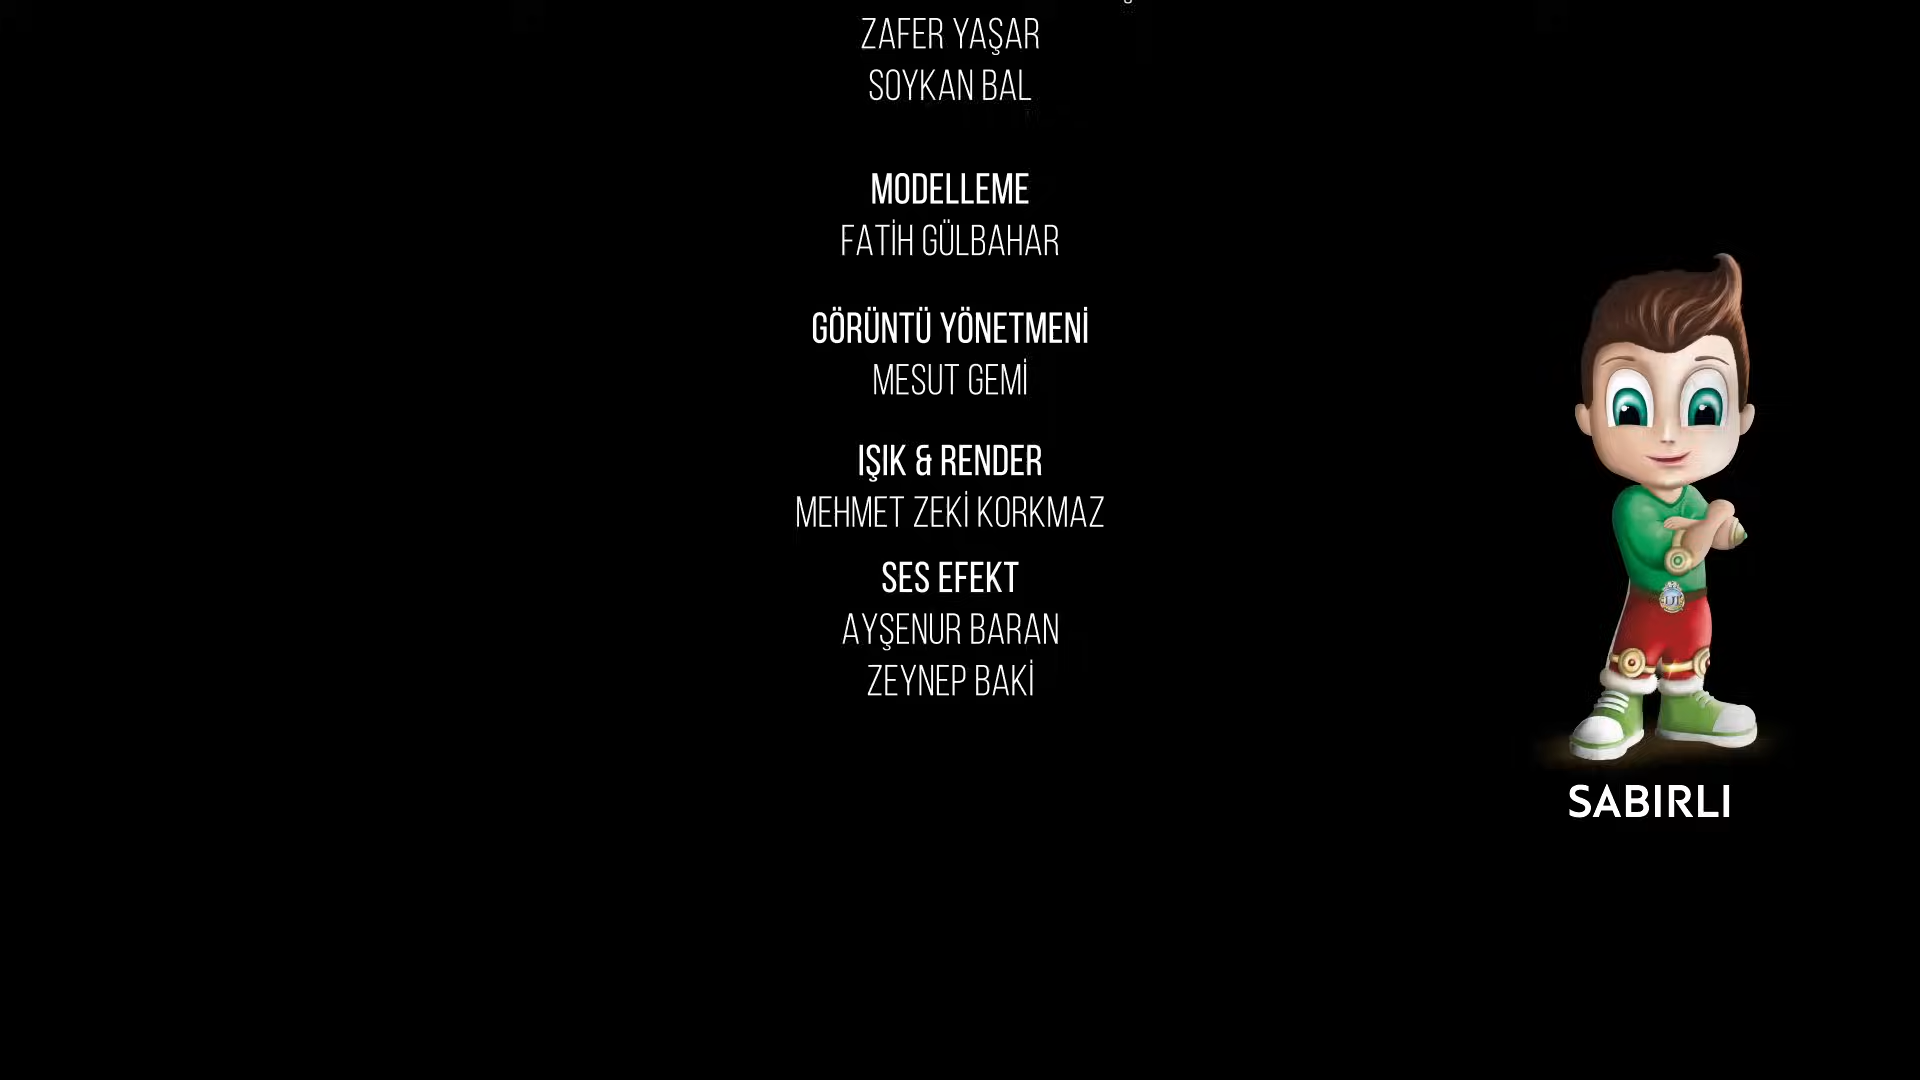 ZAFER YAŞAR
SOYKAN BAL
MODELLEME
FATİH GÜLBAHAR
GÖRÜNTÜ YÖNETMENİ
MESUT GEMİ
IŞIK & RENDER
MEHMET ZEKİ KORKMAZ
SES EFEKT
AYŞENUR BARAN
ZEYNEP BAKİ
SABIRLI